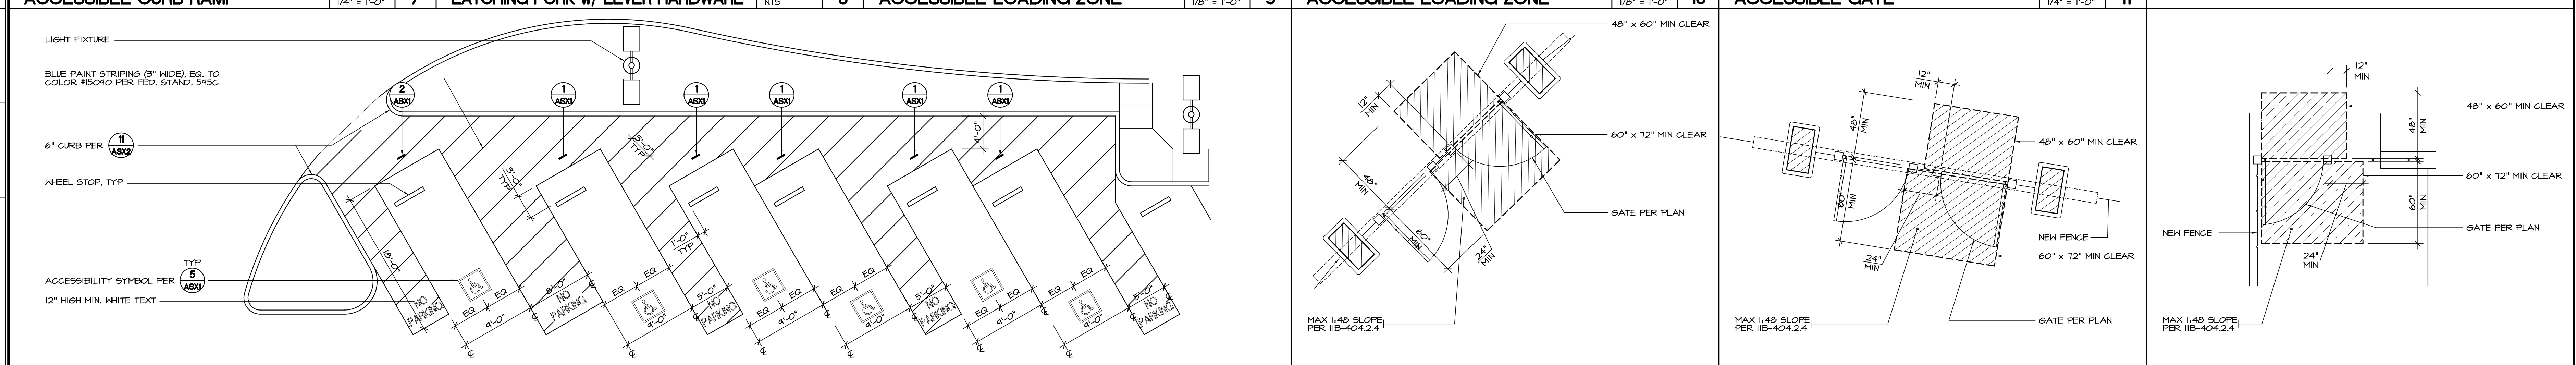 ACCESSIBLE CURB RAMP
1/4" = 1'-0"
7
LATCHING FORK w/ LEVER HARDWARE
NTS
8
ACCESSIBLE LOADING ZONE
1/8" = 1'-0"
9
ACCESSIBLE LOADING ZONE
1/8" = 1'-0"
10
ACCESSIBLE GATE
1/4" = 1'-0"
11
LIGHT FIXTURE
BLUE PAINT STRIPING (3" WIDE), EQ. TO
COLOR #15090 PER FED. STAND. 595C
6" CURB PER
11
ASX2
WHEEL STOP, TYP
TYP
ACCESSIBILITY SYMBOL PER
5
ASX1
12" HIGH MIN. WHITE TEXT
2
ASX1
1
ASX1
1
ASX1
1
ASX1
1
ASX1
1
ASX1
3'-0"
TYP
4'-0"
3'-0"
TYP
1'-0"
TYP
18'-0"
NO
PARKING
EQ
EQ
9'-0"
8'-0"
NO
PARKING
EQ
EQ
9'-0"
5'-0"
NO
PARKING
EQ
EQ
9'-0"
EQ
EQ
9'-0"
5'-0"
NO
PARKING
EQ
EQ
9'-0"
EQ
EQ
9'-0"
5'-0"
NO
PARKING
48" x 60" MIN CLEAR
12"
MIN
60" x 72" MIN CLEAR
48"
MIN
60"
MIN
24"
MIN
GATE PER PLAN
MAX 1:48 SLOPE
PER 11B-404.2.4
12"
MIN
48"
MIN
48" x 60" MIN CLEAR
60"
MIN
24"
MIN
NEW FENCE
60" x 72" MIN CLEAR
MAX 1:48 SLOPE
PER 11B-404.2.4
GATE PER PLAN
12"
MIN
48" x 60" MIN CLEAR
48"
MIN
60" x 72" MIN CLEAR
60"
MIN
GATE PER PLAN
NEW FENCE
24"
MIN
MAX 1:48 SLOPE
PER 11B-404.2.4